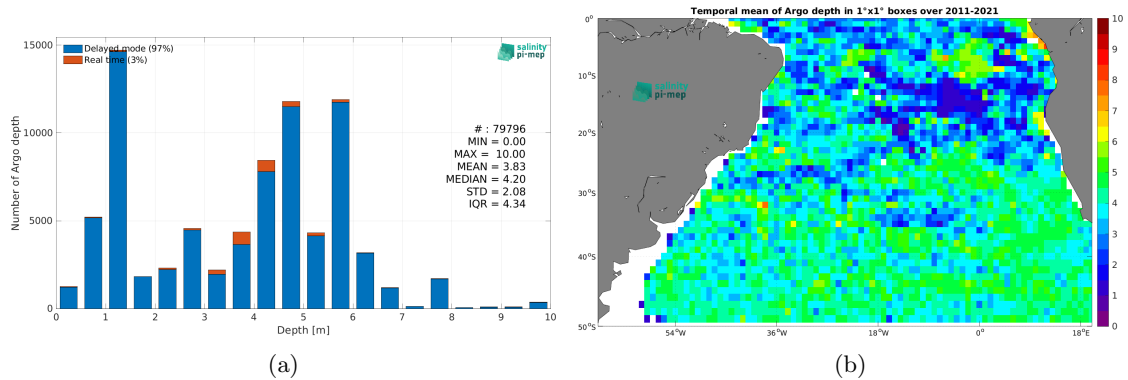 Delayed mode (97%)
Real time (3%)
salinity
pi-mep
# : 79796
MIN = 0.00
MAX = 10.00
MEAN = 3.83
MEDIAN = 4.20
STD = 2.08
IQR = 4.34
Number of Argo depth
15000
10000
5000
0
0 1 2 3 4 5 6 7 8 9 10
Depth [m]
(a)
Temporal mean of Argo depth in 1°x1° boxes over 2011-2021
salinity
pi-mep
0°
10°S
20°S
30°S
40°S
50°S
54°W 36°W 18°W 0° 18°E
10
9
8
7
6
5
4
3
2
1
0
(b)